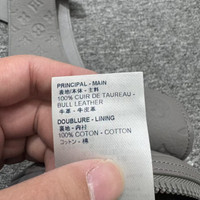 PRINCIPAL - MAIN
表地/本体・主料
100% CUIR DE TAUREAU -
BULL LEATHER
牛革・牛皮革
DOUBLURE - LINING
裏地・内衬
100% COTON - COTTON
コットン・棉